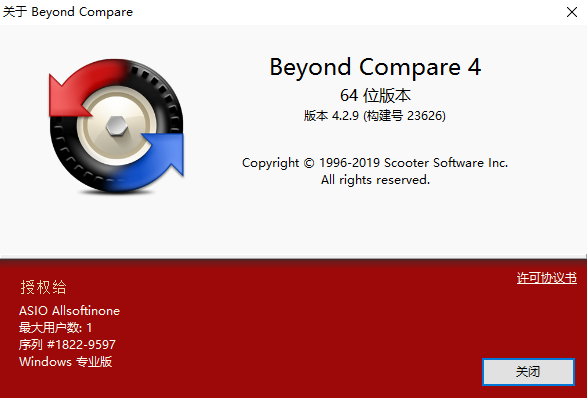 关于 Beyond Compare
Beyond Compare 4
64 位版本
版本 4.2.9 (构建号 23626)
Copyright © 1996-2019 Scooter Software Inc.
All rights reserved.
许可协议书
授权给
ASIO Allsoftinone
最大用户数: 1
序列 #1822-9597
Windows 专业版
关闭